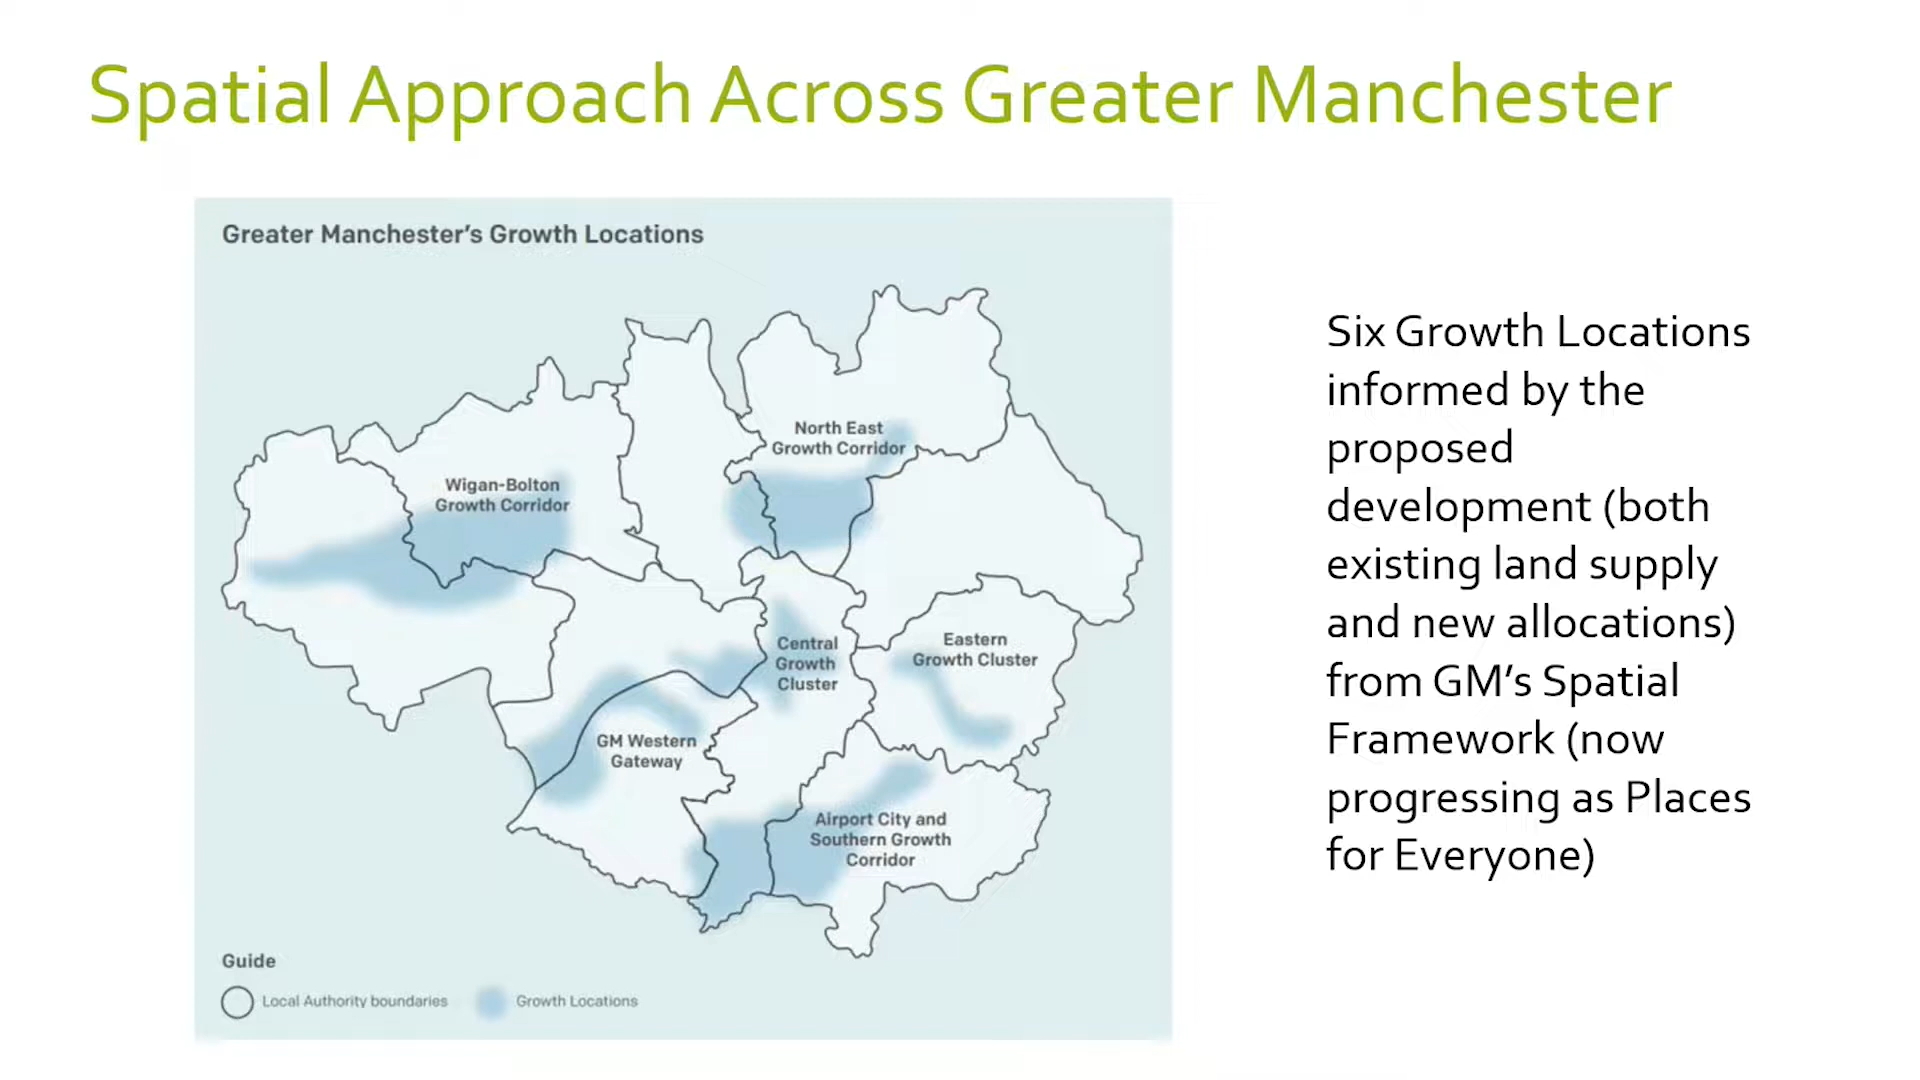 Spatial Approach Across Greater Manchester
Greater Manchester's Growth Locations
North East
Growth Corridor
Wigan-Bolton
Growth Corridor
Central
Growth
Cluster
Eastern
Growth Cluster
GM Western
Gateway
Airport City and
Southern Growth
Corridor
Guide
Local Authority boundaries
Growth Locations
Six Growth Locations
informed by the
proposed
development (both
existing land supply
and new allocations)
from GM's Spatial
Framework (now
progressing as Places
for Everyone)